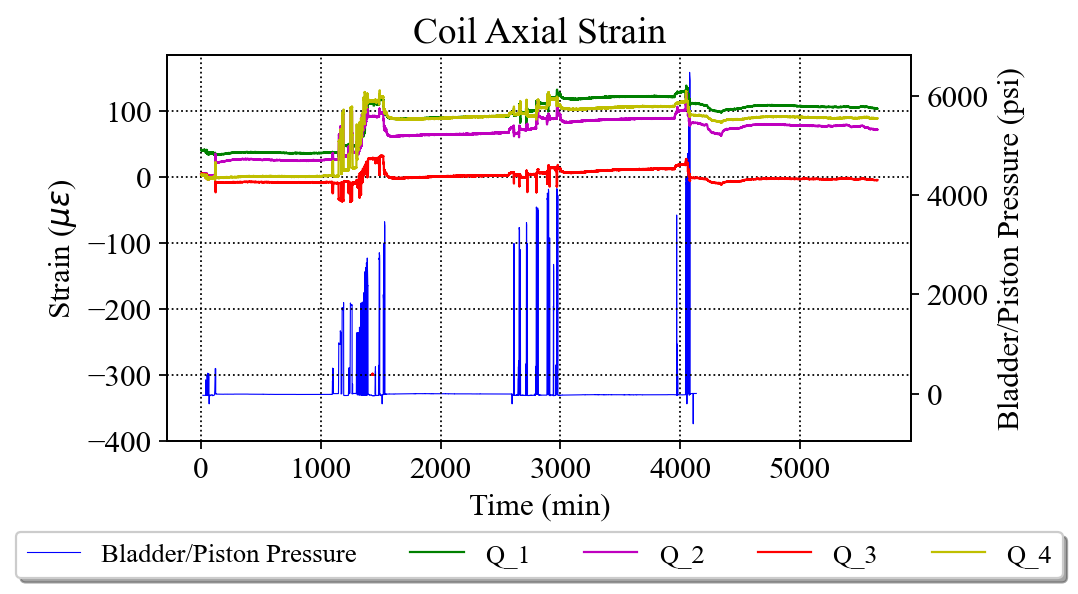 Coil Axial Strain
Strain (με)
100
0
−100
−200
−300
−400
6000
4000
2000
0
Bladder/Piston Pressure (psi)
0 1000 2000 3000 4000 5000
Time (min)
Bladder/Piston Pressure Q_1 Q_2 Q_3 Q_4